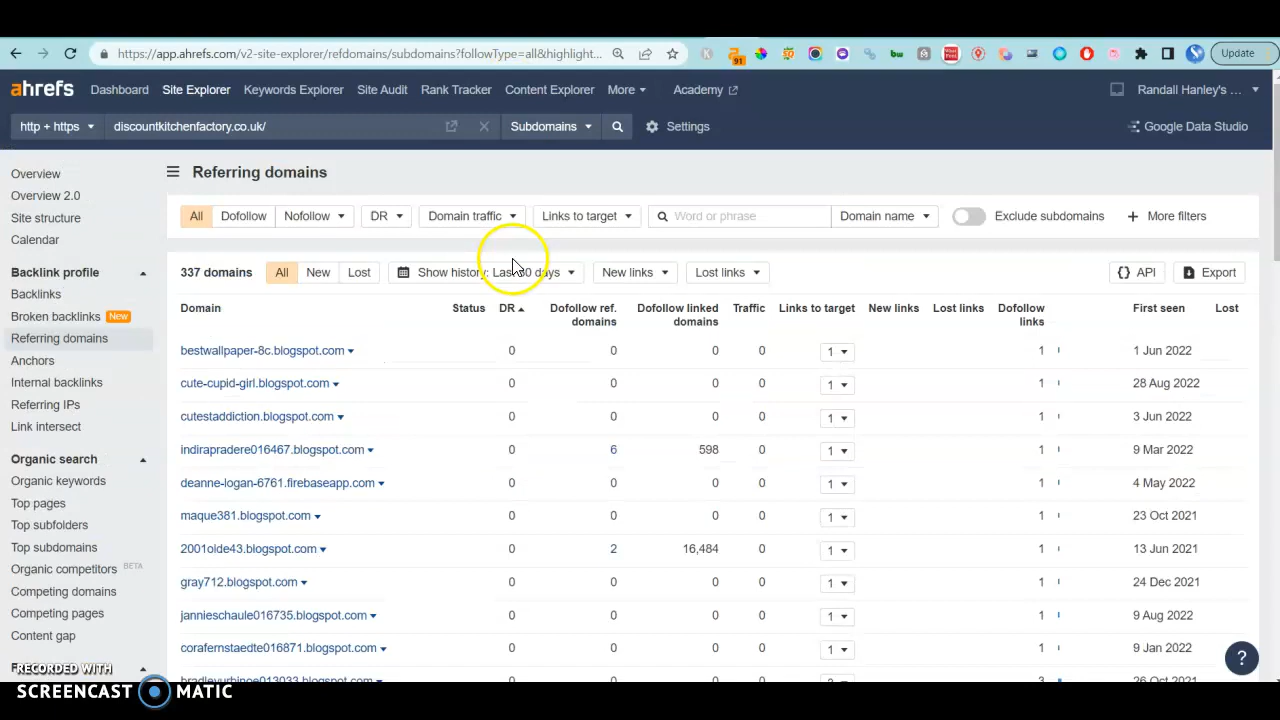 https://app.ahrefs.com/v2-site-explorer/refdomains/subdomains?followType=all&highlight...
91
Update
ahrefs Dashboard Site Explorer Keywords Explorer Site Audit Rank Tracker Content Explorer More Academy Randall Hanley's ...
http + https discountkitchenfactory.co.uk/ Subdomains Settings Google Data Studio
Overview
Overview 2.0
Site structure
Calendar
Backlink profile
Backlinks
Broken backlinks New
Referring domains
Anchors
Internal backlinks
Referring IPs
Link intersect
Organic search
Organic keywords
Top pages
Top subfolders
Top subdomains
Organic competitors BETA
Competing domains
Competing pages
Content gap
Referring domains
All Dofollow Nofollow DR Domain traffic Links to target Word or phrase Domain name Exclude subdomains + More filters
337 domains All New Lost Show history: Last 30 days New links Lost links {} API Export
Domain Status DR Dofollow ref. domains Dofollow linked domains Traffic Links to target New links Lost links Dofollow links First seen Lost
bestwallpaper-8c.blogspot.com 0 0 0 0 1 1 1 Jun 2022
cute-cupid-girl.blogspot.com 0 0 0 0 1 1 28 Aug 2022
cutestaddiction.blogspot.com 0 0 0 0 1 1 3 Jun 2022
indirapradere016467.blogspot.com 0 6 598 0 1 1 9 Mar 2022
deanne-logan-6761.firebaseapp.com 0 0 0 0 1 1 4 May 2022
maque381.blogspot.com 0 0 0 0 1 1 23 Oct 2021
2001oide43.blogspot.com 0 2 16,484 0 1 1 13 Jun 2021
gray712.blogspot.com 0 0 0 0 1 1 24 Dec 2021
jannieschaule016735.blogspot.com 0 0 0 0 1 1 9 Aug 2022
corafernstaedte016871.blogspot.com 0 0 0 0 1 1 9 Jan 2022
0 0 0 0 3 26 Oct 2021
?
RECORDED WITH
SCREENCAST MATIC